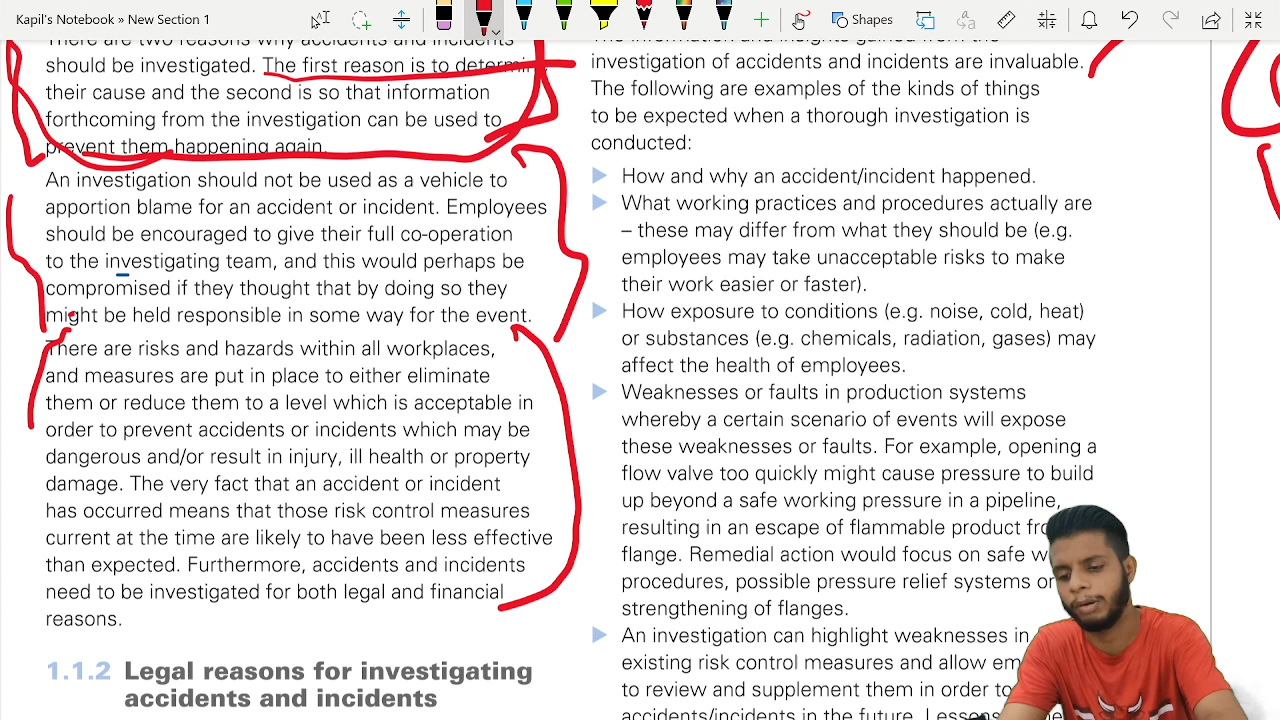 Kapil's Notebook » New Section 1
Shapes
There are two reasons why accidents and incidents
should be investigated. The first reason is to determine
their cause and the second is so that information
forthcoming from the investigation can be used to
prevent them happening again.
An investigation should not be used as a vehicle to
apportion blame for an accident or incident. Employees
should be encouraged to give their full co-operation
to the investigating team, and this would perhaps be
compromised if they thought that by doing so they
might be held responsible in some way for the event.
There are risks and hazards within all workplaces,
and measures are put in place to either eliminate
them or reduce them to a level which is acceptable in
order to prevent accidents or incidents which may be
dangerous and/or result in injury, ill health or property
damage. The very fact that an accident or incident
has occurred means that those risk control measures
current at the time are likely to have been less effective
than expected. Furthermore, accidents and incidents
need to be investigated for both legal and financial
reasons.
1.1.2 Legal reasons for investigating
accidents and incidents
investigation of accidents and incidents are invaluable.
The following are examples of the kinds of things
to be expected when a thorough investigation is
conducted:
How and why an accident/incident happened.
What working practices and procedures actually are
– these may differ from what they should be (e.g.
employees may take unacceptable risks to make
their work easier or faster).
How exposure to conditions (e.g. noise, cold, heat)
or substances (e.g. chemicals, radiation, gases) may
affect the health of employees.
Weaknesses or faults in production systems
whereby a certain scenario of events will expose
these weaknesses or faults. For example, opening a
flow valve too quickly might cause pressure to build
up beyond a safe working pressure in a pipeline,
resulting in an escape of flammable product
flange. Remedial action would focus on safe
procedures, possible pressure relief systems or
strengthening of flanges.
An investigation can highlight weaknesses in
existing risk control measures and allow
to review and supplement them in order to
accidents/incidents in the future. Lessons